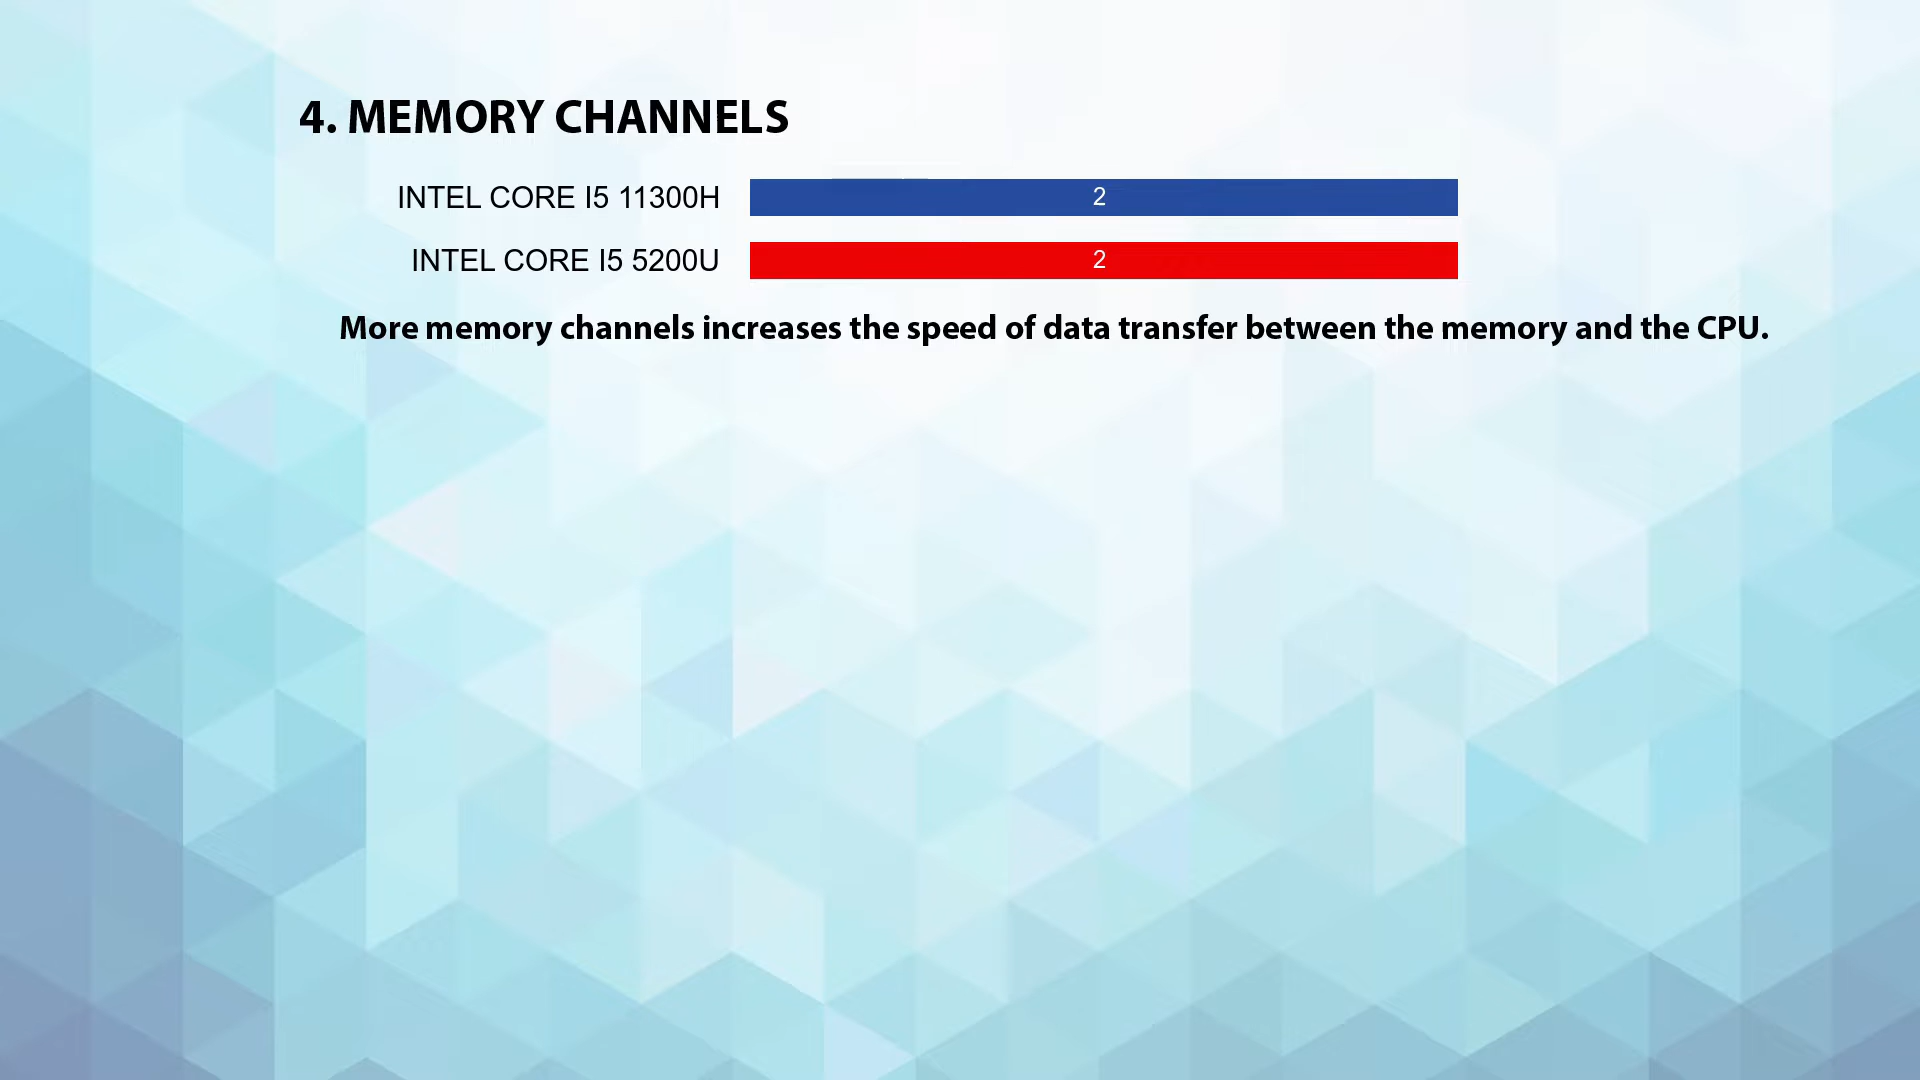 4. MEMORY CHANNELS
INTEL CORE I5 11300H 2
INTEL CORE I5 5200U 2
More memory channels increases the speed of data transfer between the memory and the CPU.